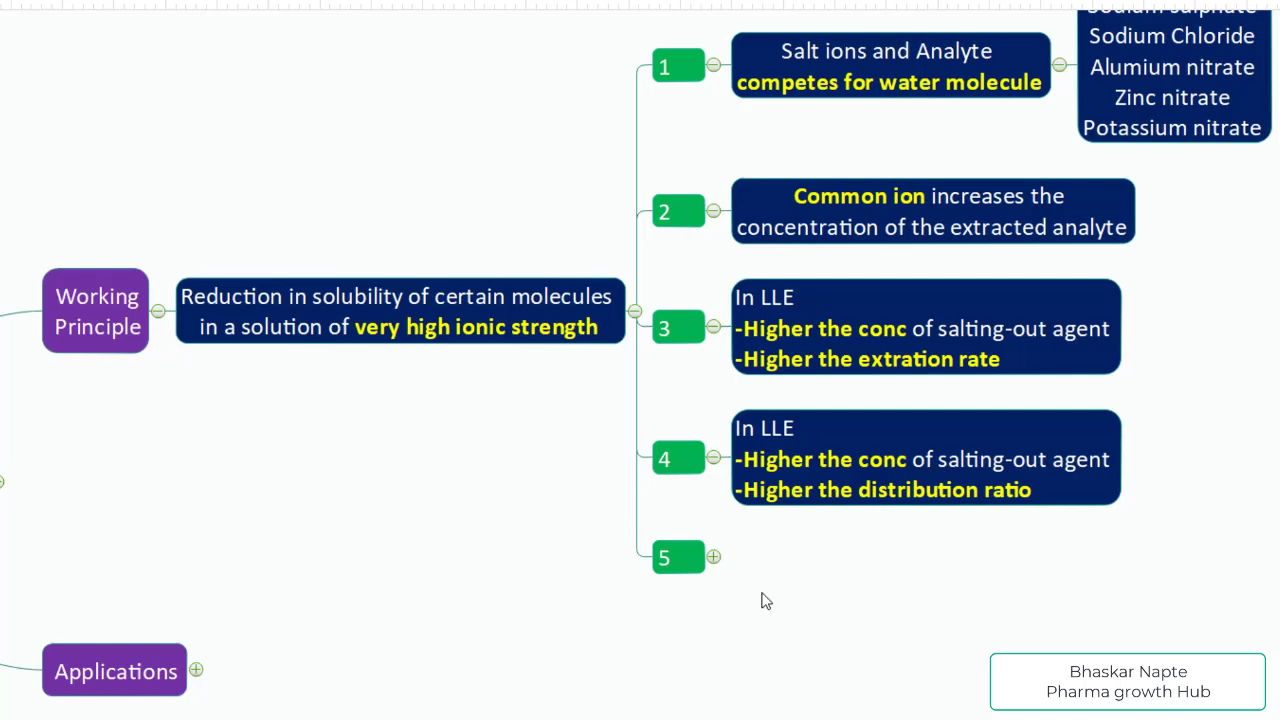 Sodium Chloride
Alumium nitrate
Zinc nitrate
Potassium nitrate
1
Salt ions and Analyte
competes for water molecule
2
Common ion increases the
concentration of the extracted analyte
Working
Principle
Reduction in solubility of certain molecules
in a solution of very high ionic strength
3
In LLE
-Higher the conc of salting-out agent
-Higher the extration rate
4
In LLE
-Higher the conc of salting-out agent
-Higher the distribution ratio
5
Applications
Bhaskar Napte
Pharma growth Hub